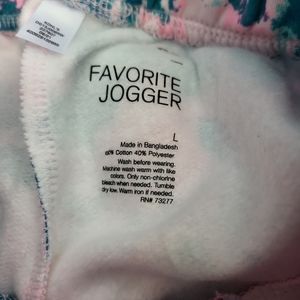 FAVORITE
JOGGER
L
Made in Bangladesh
60% Cotton 40% Polyester
Wash before wearing.
Machine wash warm with like
colors. Only non-chlorine
bleach when needed. Tumble
dry low. Warm iron if needed.
RN# 73277